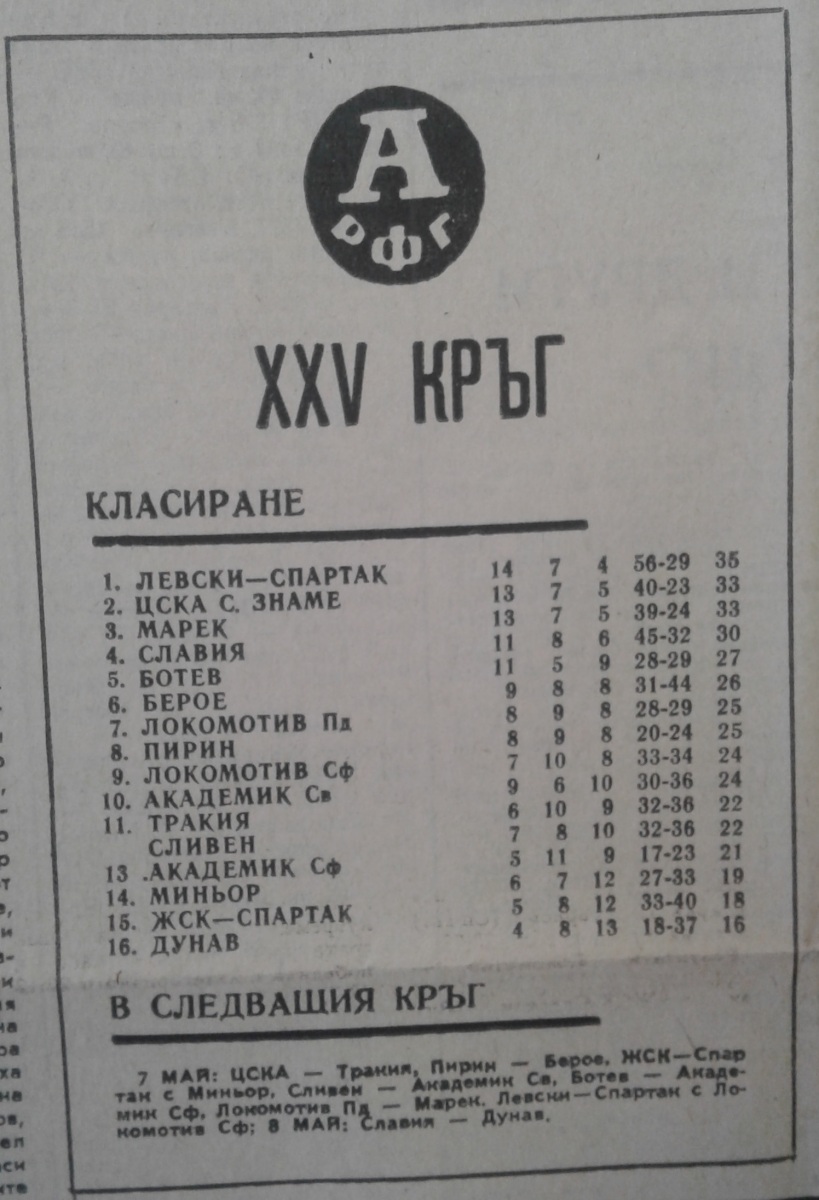 А
РФГ
XXV КРЪГ
КЛАСИРАНЕ
1. ЛЕВСКИ—СПАРТАК 14 7 4 56-29 35
2. ЦСКА С. ЗНАМЕ 13 7 5 40-23 33
3. МАРЕК 13 7 5 39-24 33
4. СЛАВИЯ 11 8 6 45-32 30
5. БОТЕВ 11 5 9 28-29 27
6. БЕРОЕ 9 8 8 31-44 26
7. ЛОКОМОТИВ Пд 8 9 8 28-29 25
8. ПИРИН 8 9 8 20-24 25
9. ЛОКОМОТИВ Сф 7 10 8 33-34 24
10. АКАДЕМИК Св 9 6 10 30-36 24
11. ТРАКИЯ 6 10 9 32-36 22
СЛИВЕН 7 8 10 32-36 22
13 .АКАДЕМИК Сф 5 11 9 17-23 21
14. МИНЬОР 6 7 12 27-33 19
15. ЖСК—СПАРТАК 5 8 12 33-40 18
16. ДУНАВ 4 8 13 18-37 16
В СЛЕДВАЩИЯ КРЪГ
7 МАЙ: ЦСКА — Тракия, Пирин — Берое, ЖСК—Спар
так с Миньор, Сливен — Академик Св, Ботев — Акаде-
мик Сф, Локомотив Пд — Марек, Левски—Спартак с Ло-
комотив Сф; 8 МАЙ: Славия — Дунав.